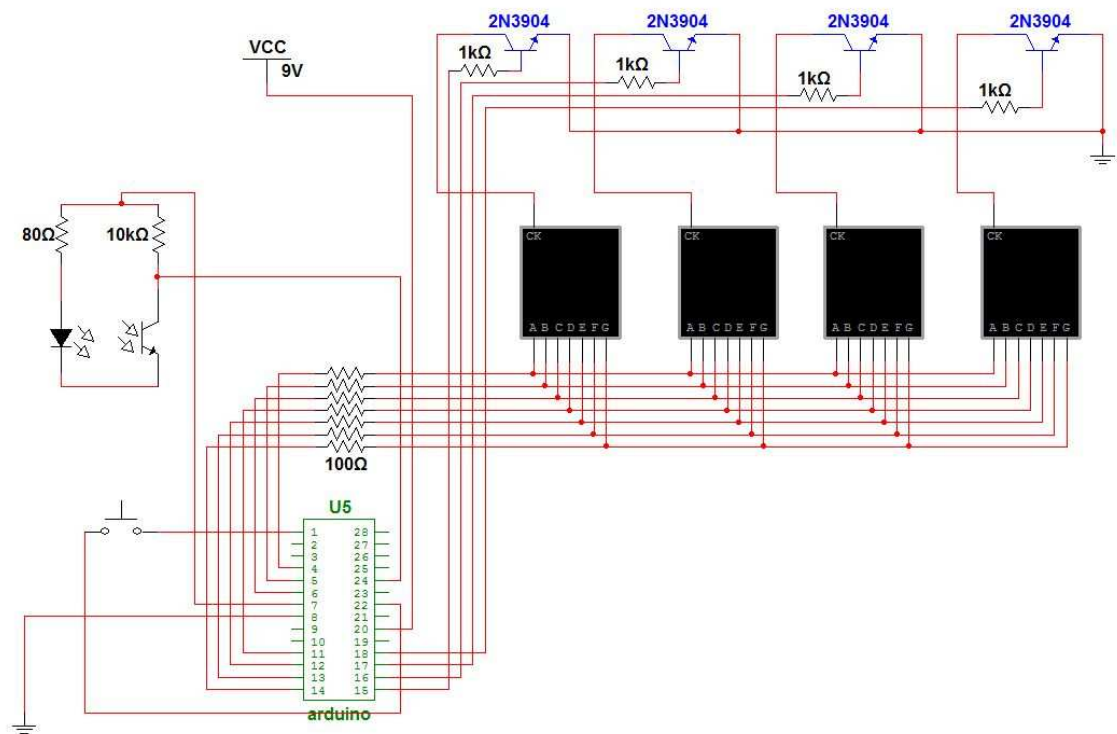 2N3904 2N3904 2N3904 2N3904
VCC
9V
1kΩ 1kΩ 1kΩ 1kΩ
80Ω 10kΩ
CK CK CK CK
A B C D E F G A B C D E F G A B C D E F G A B C D E F G
100Ω
U5
1 28
2 27
3 26
4 25
5 24
6 23
7 22
8 21
9 20
10 19
11 18
12 17
13 16
14 15
arduino